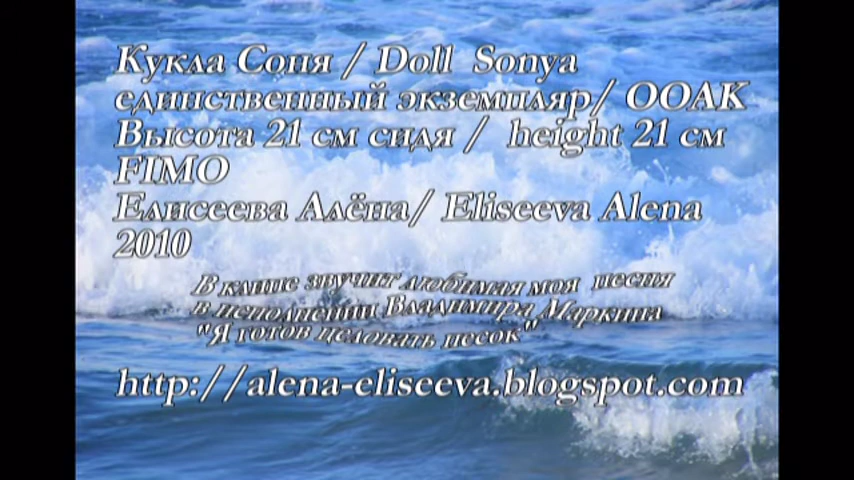 Кукла Соня / Doll Sonya
единственный экземпляр/ OOAK
Высота 21 см сидя / height 21 см
FIMO
Елисеева Алёна/ Eliseeva Alena
2010
В клипе звучит любимая моя песня
в исполнении Владимира Маркина
"Я готов целовать песок"
http://alena-eliseeva.blogspot.com